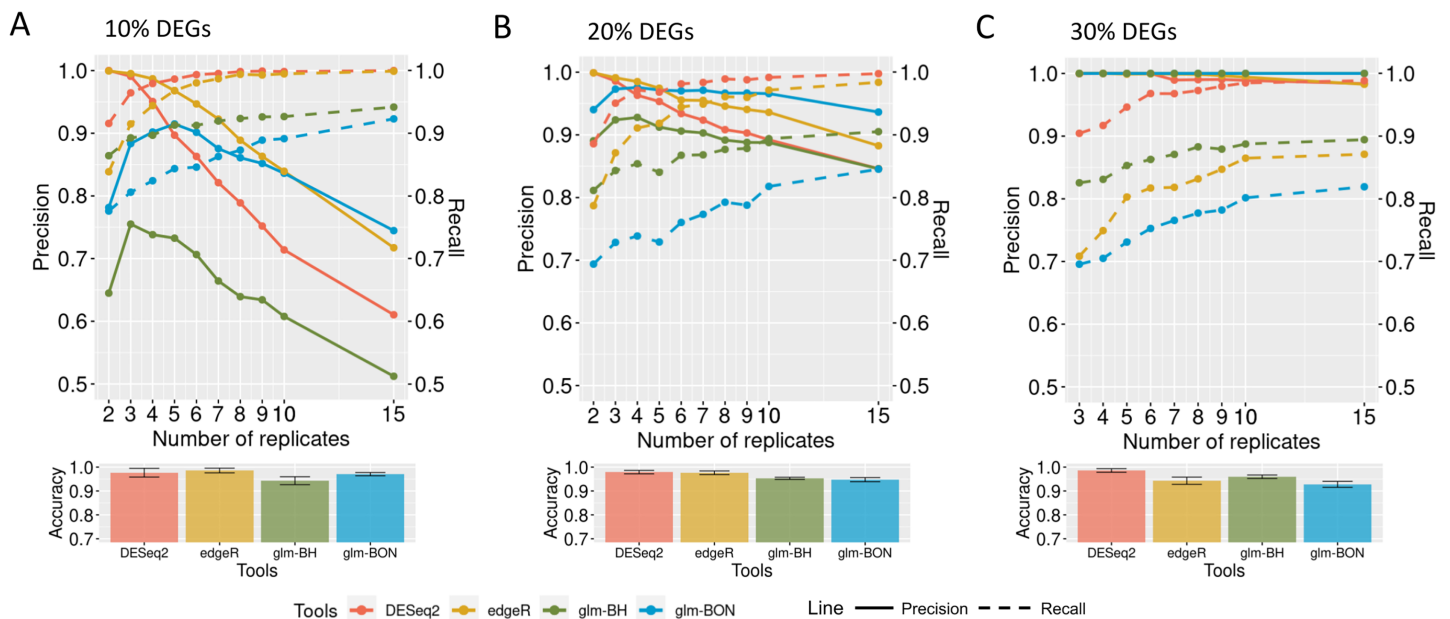 A 10% DEGs
B 20% DEGs
C 30% DEGs
Precision
1.0
0.9
0.8
0.7
0.6
0.5
1.0
0.9
0.8
0.7
0.6
0.5
Recall
2 3 4 5 6 7 8 9 10 15
Number of replicates
Precision
1.0
0.9
0.8
0.7
0.6
0.5
1.0
0.9
0.8
0.7
0.6
0.5
Recall
2 3 4 5 6 7 8 9 10 15
Number of replicates
Precision
1.0
0.9
0.8
0.7
0.6
0.5
1.0
0.9
0.8
0.7
0.6
0.5
Recall
3 4 5 6 7 8 9 10 15
Number of replicates
Accuracy
1.0
0.9
0.8
0.7
DESeq2 edgeR glm-BH glm-BON
Tools
Accuracy
1.0
0.9
0.8
0.7
DESeq2 edgeR glm-BH glm-BON
Tools
Accuracy
1.0
0.9
0.8
0.7
DESeq2 edgeR glm-BH glm-BON
Tools
Tools DESeq2 edgeR glm-BH glm-BON Line Precision Recall